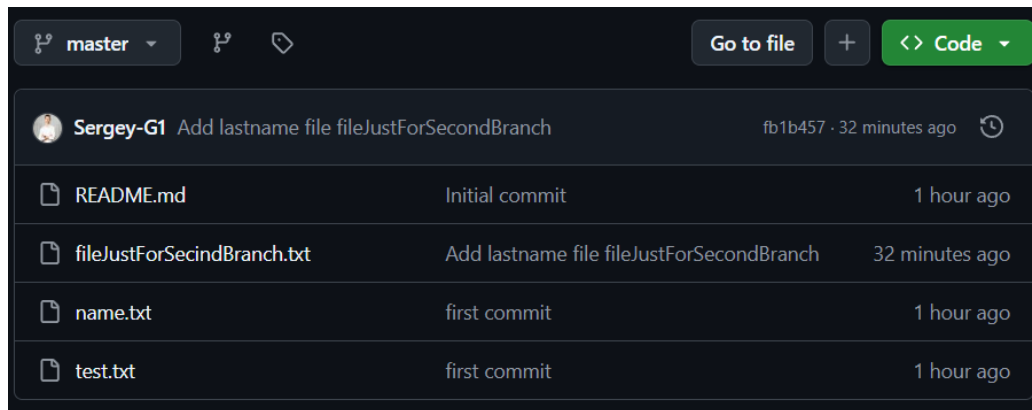 master
Go to file
+
<> Code
Sergey-G1 Add lastname file fileJustForSecondBranch fb1b457 · 32 minutes ago
README.md Initial commit 1 hour ago
fileJustForSecindBranch.txt Add lastname file fileJustForSecondBranch 32 minutes ago
name.txt first commit 1 hour ago
test.txt first commit 1 hour ago